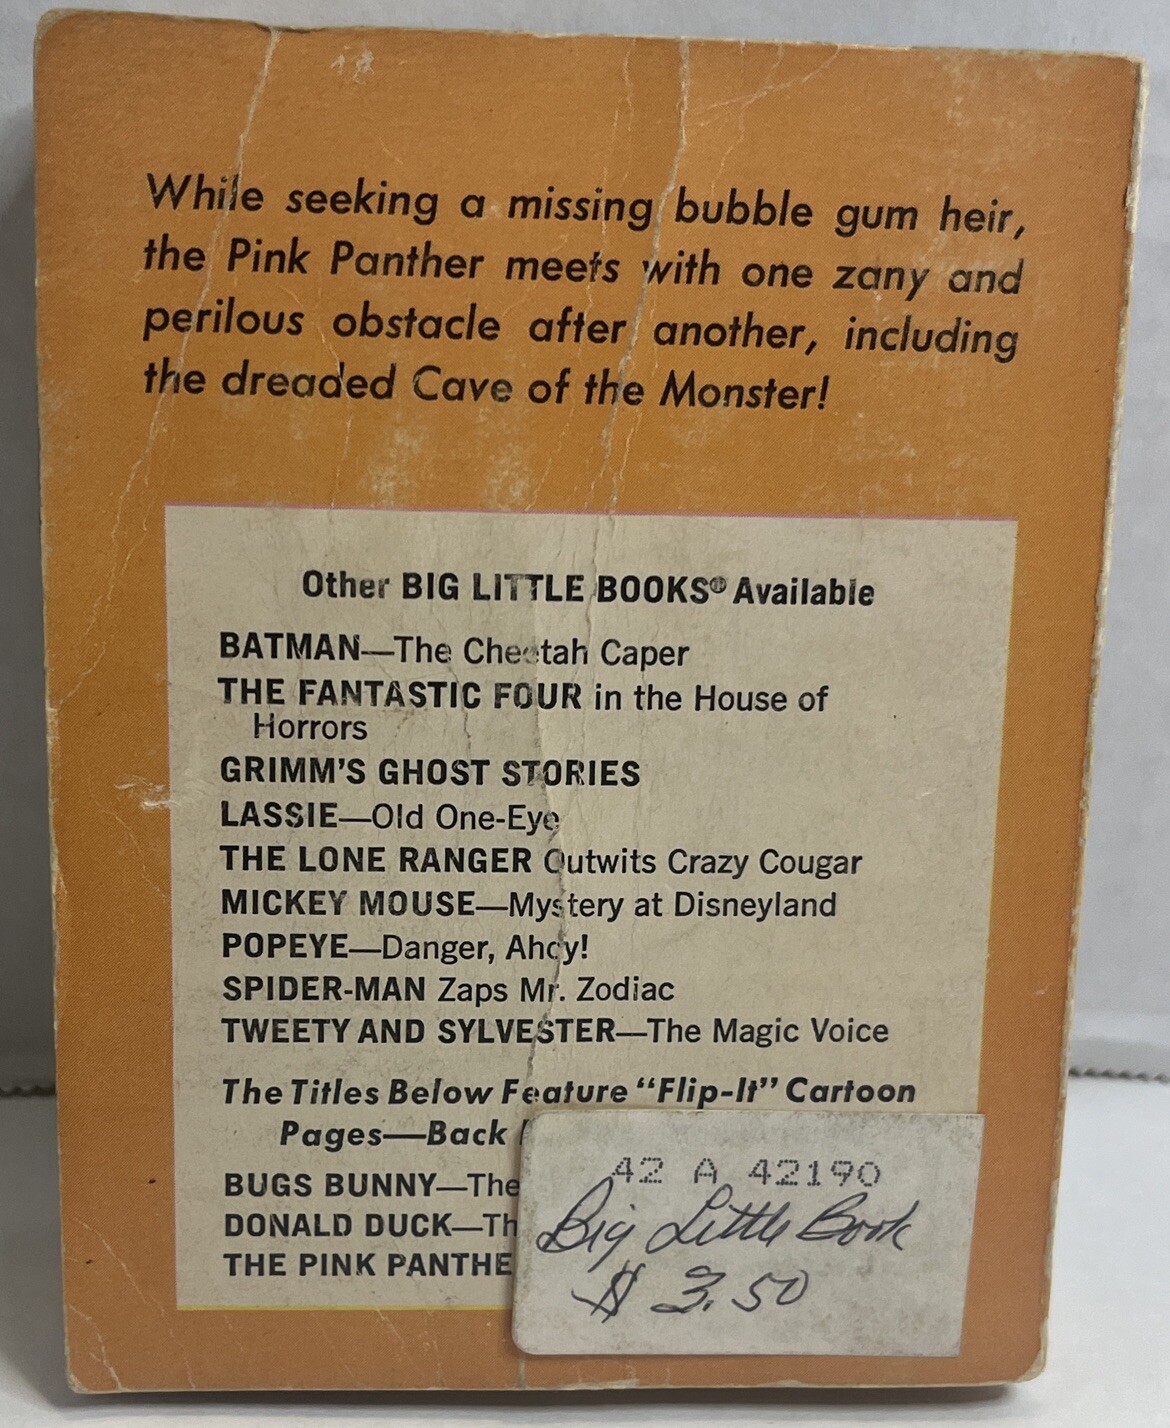 While seeking a missing bubble gum heir,
the Pink Panther meets with one zany and
perilous obstacle after another, including
the dreaded Cave of the Monster!
Other BIG LITTLE BOOKS® Available
BATMAN—The Cheetah Caper
THE FANTASTIC FOUR in the House of
Horrors
GRIMM'S GHOST STORIES
LASSIE—Old One-Eye
THE LONE RANGER Outwits Crazy Cougar
MICKEY MOUSE—Mystery at Disneyland
POPEYE—Danger, Ahoy!
SPIDER-MAN Zaps Mr. Zodiac
TWEETY AND SYLVESTER—The Magic Voice
The Titles Below Feature "Flip-It" Cartoon
Pages—Back
BUGS BUNNY—The
DONALD DUCK—Th
THE PINK PANTHE
42 A 42190
Big Little Book
$ 3.50